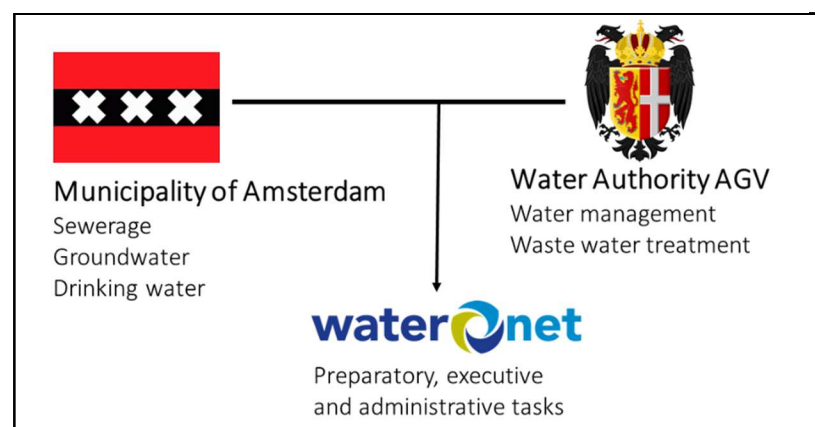 Municipality of Amsterdam
Sewerage
Groundwater
Drinking water
Water Authority AGV
Water management
Waste water treatment
waternet
Preparatory, executive
and administrative tasks